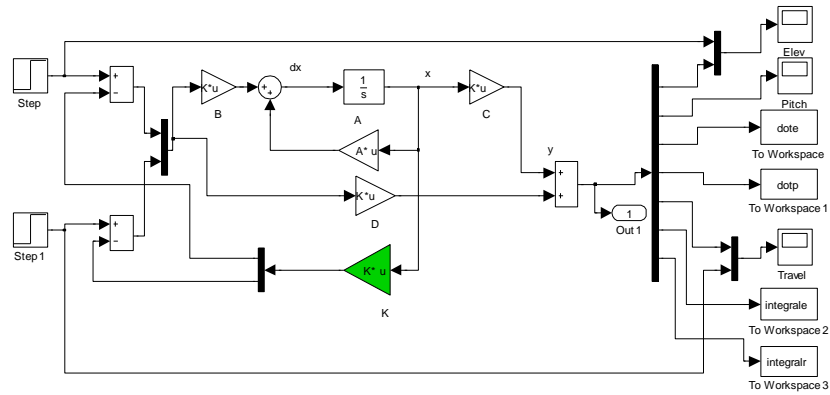 Elev
Step
+
−
K*u
B
+
+
dx
1
s
A
x
K*u
C
Pitch
dote
To Workspace
A* u
y
+
+
dotp
To Workspace 1
K*u
D
1
Out 1
Step 1
+
−
K* u
K
Travel
integrale
To Workspace 2
integralr
To Workspace 3